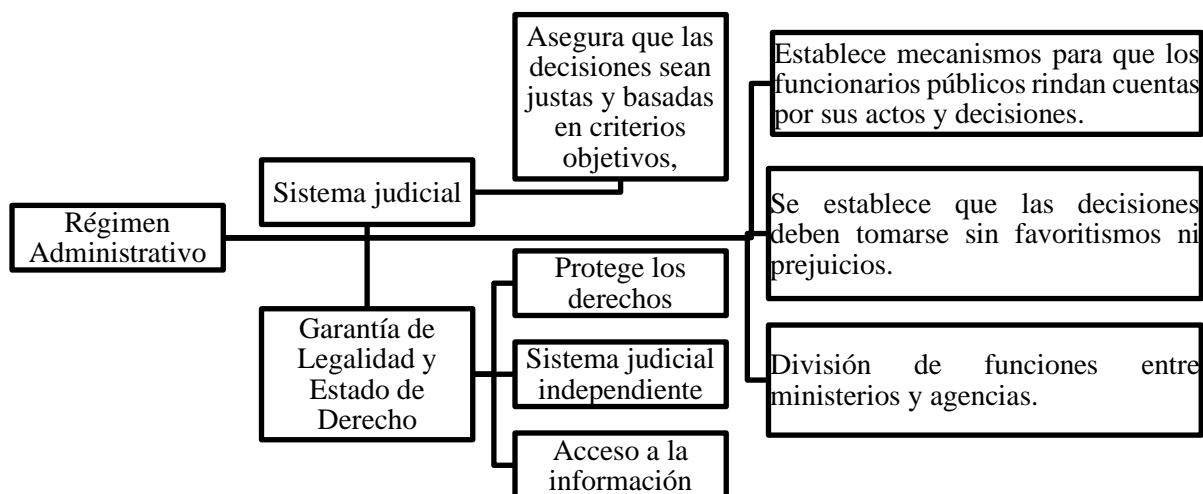 Régimen
Administrativo
Sistema judicial
Asegura que las
decisiones sean
justas y basadas
en criterios
objetivos,
Garantía de
Legalidad y
Estado de
Derecho
Protege los
derechos
Sistema judicial
independiente
Acceso a la
información
Establece mecanismos para que los
funcionarios públicos rindan cuentas
por sus actos y decisiones.
Se establece que las decisiones
deben tomarse sin favoritismos ni
prejuicios.
División de funciones entre
ministerios y agencias.